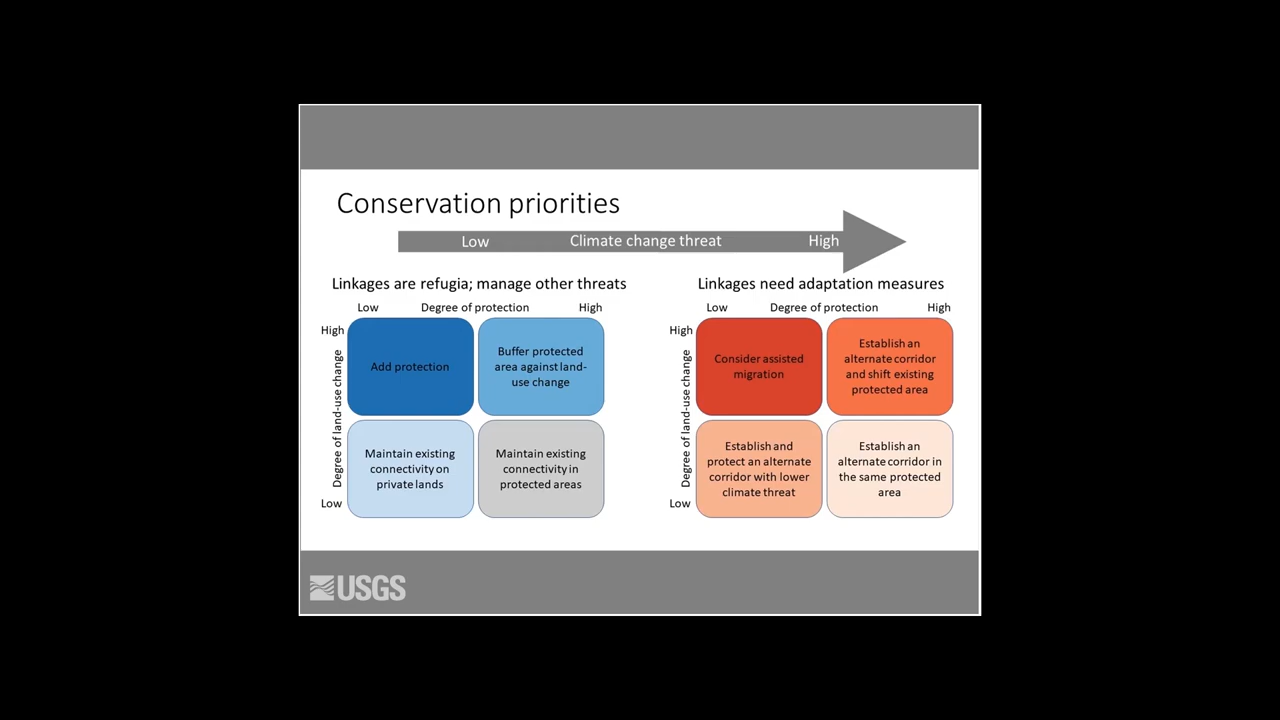 Conservation priorities
Low Climate change threat High
Linkages are refugia; manage other threats
Low Degree of protection High
High
Degree of land-use change
Low
Add protection
Buffer protected
area against land-
use change
Maintain existing
connectivity on
private lands
Maintain existing
connectivity in
protected areas
Linkages need adaptation measures
Low Degree of protection High
High
Degree of land-use change
Low
Consider assisted
migration
Establish an
alternate corridor
and shift existing
protected area
Establish and
protect an alternate
corridor with lower
climate threat
Establish an
alternate corridor in
the same protected
area
USGS